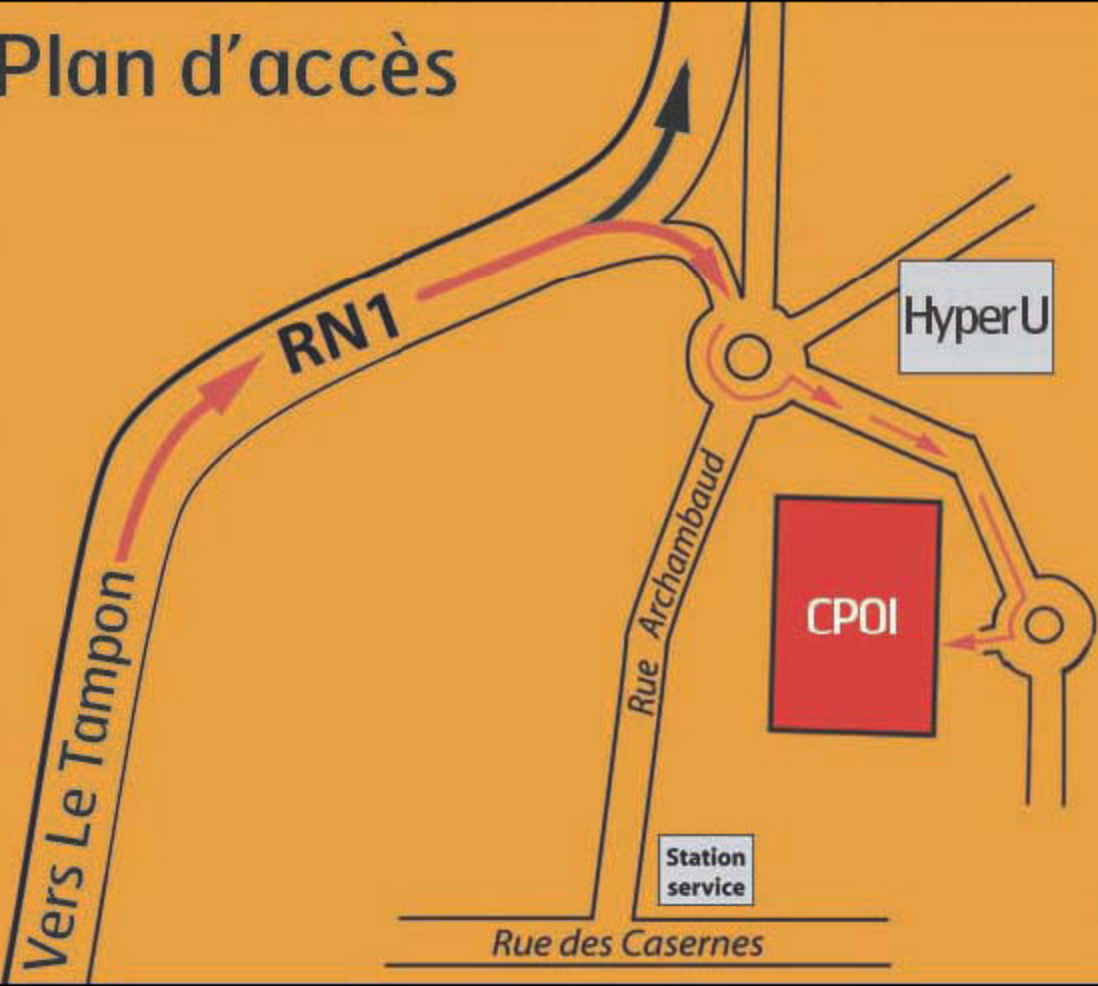 Plan d'accès
RN1
HyperU
Vers Le Tampon
Rue Archambaud
CPOI
Station
service
Rue des Casernes